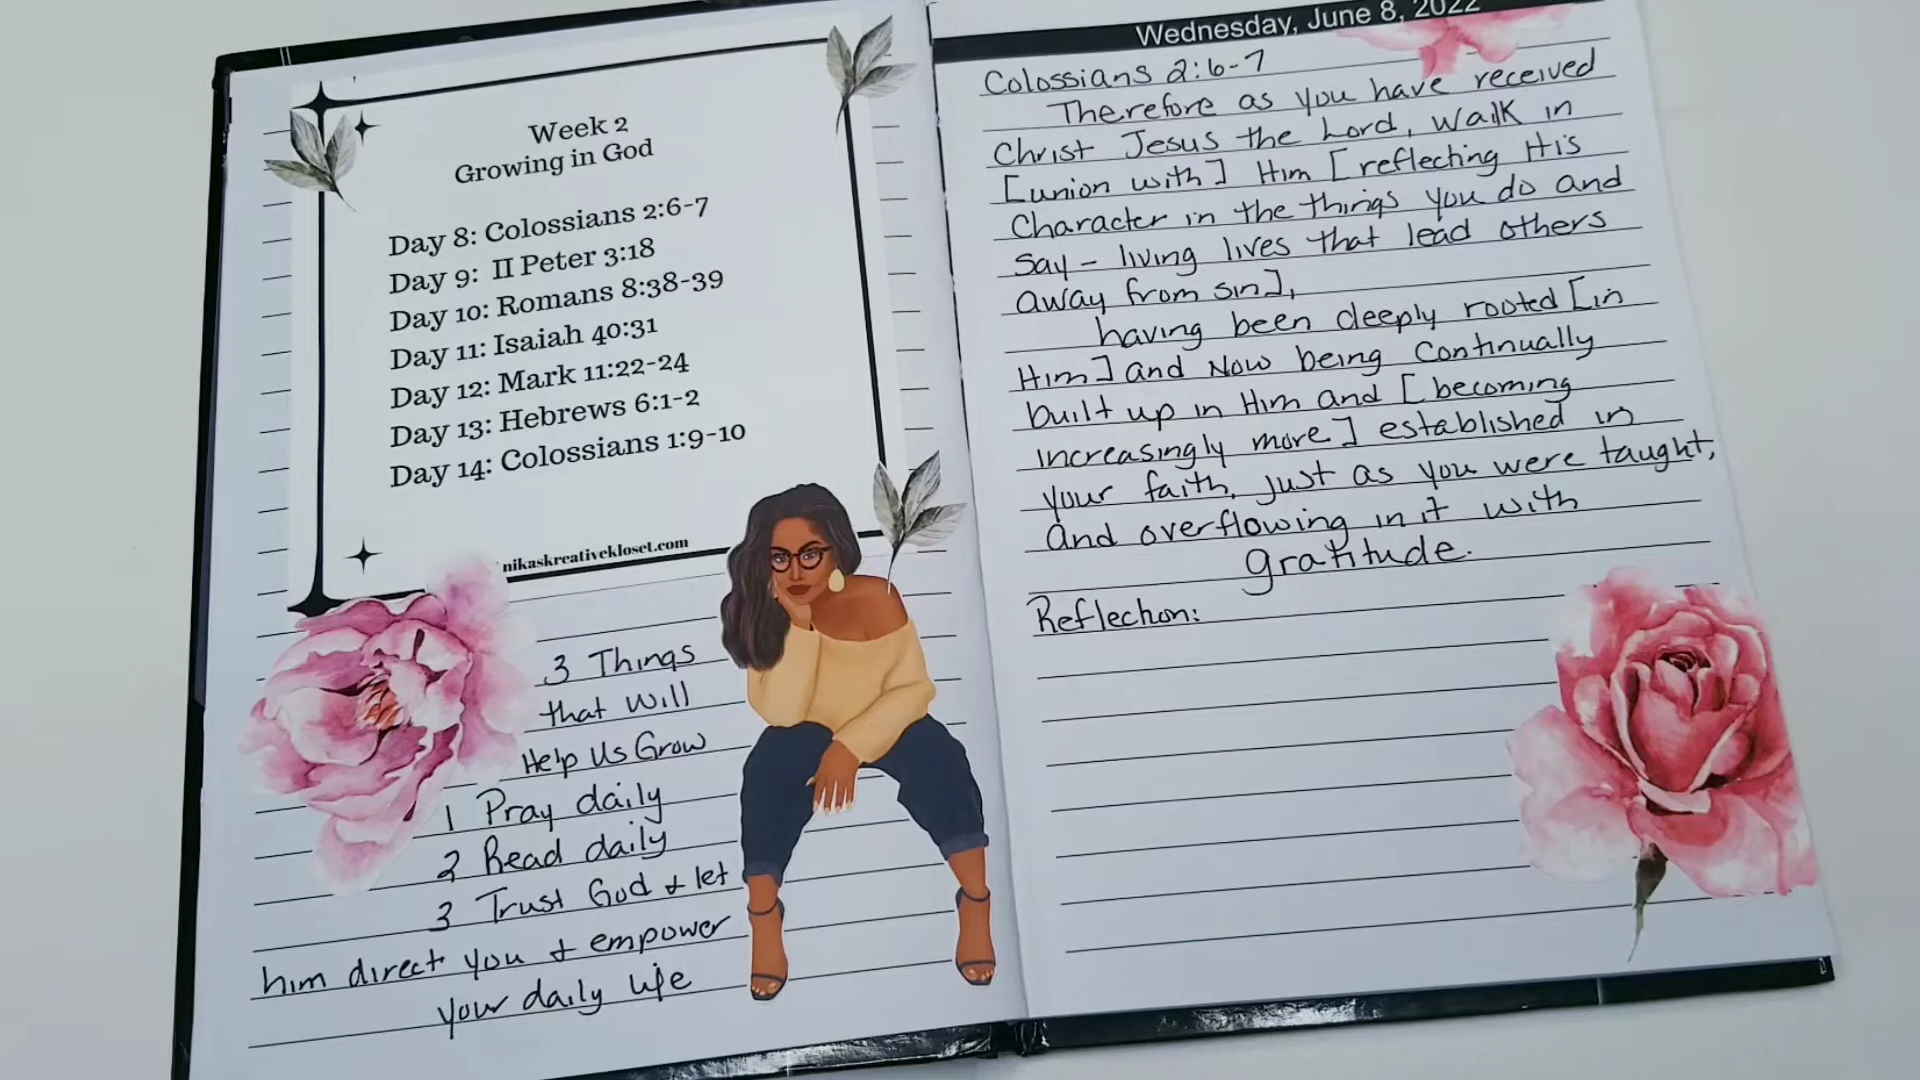 Week 2
Growing in God
Day 8: Colossians 2:6-7
Day 9: II Peter 3:18
Day 10: Romans 8:38-39
Day 11: Isaiah 40:31
Day 12: Mark 11:22-24
Day 13: Hebrews 6:1-2
Day 14: Colossians 1:9-10
nikaskreativekloset.com
3 Things
that will
Help Us Grow
1 Pray daily
2 Read daily
3 Trust God & let
him direct you & empower
your daily life
Wednesday, June 8, 2022
Colossians 2:6-7
Therefore as you have received
Christ Jesus the Lord, walk in
[union with] Him [reflecting His
Character in the things you do and
Say - living lives that lead others
away from sin],
having been deeply rooted [in
Him] and Now being Continually
built up in Him and [becoming
increasingly more] established in
your faith, just as you were taught,
and overflowing in it with
gratitude.
Reflection: